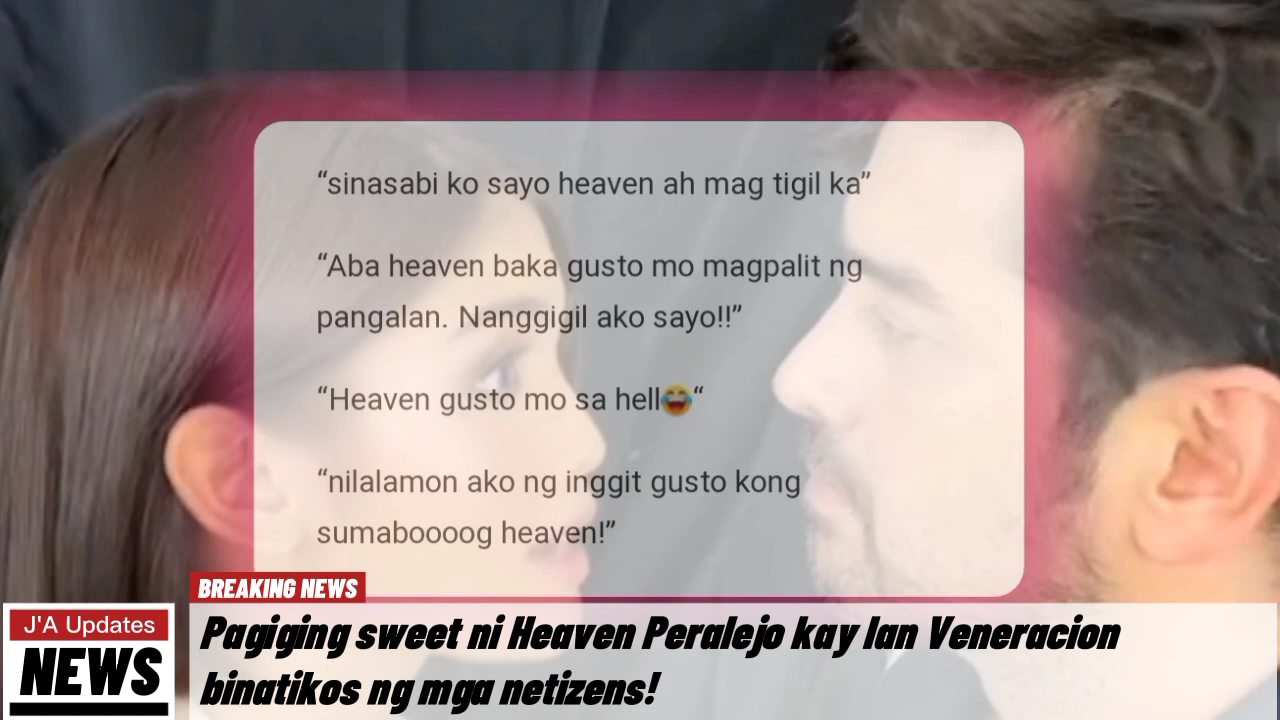 “sinasabi ko sayo heaven ah mag tigil ka”
“Aba heaven baka gusto mo magpalit ng
pangalan. Nanggigil ako sayo!!”
“Heaven gusto mo sa hell😂“
“nilalamon ako ng inggit gusto kong
sumaboooog heaven!”
BREAKING NEWS
J'A Updates
NEWS
Pagiging sweet ni Heaven Peralejo kay Ian Veneracion
binatikos ng mga netizens!